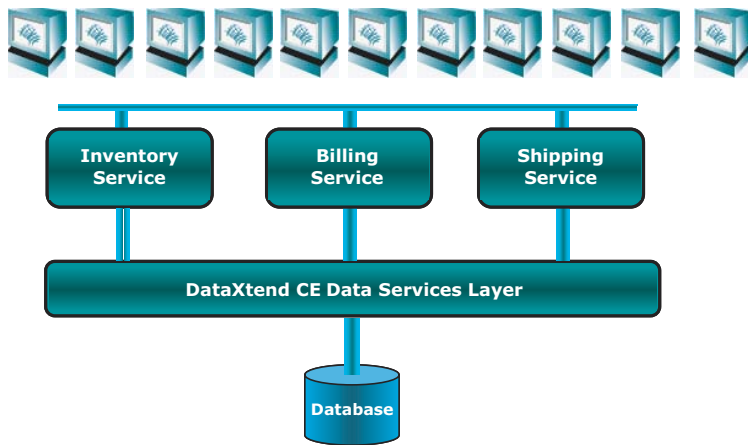 Inventory
Service
Billing
Service
Shipping
Service
DataXtend CE Data Services Layer
Database